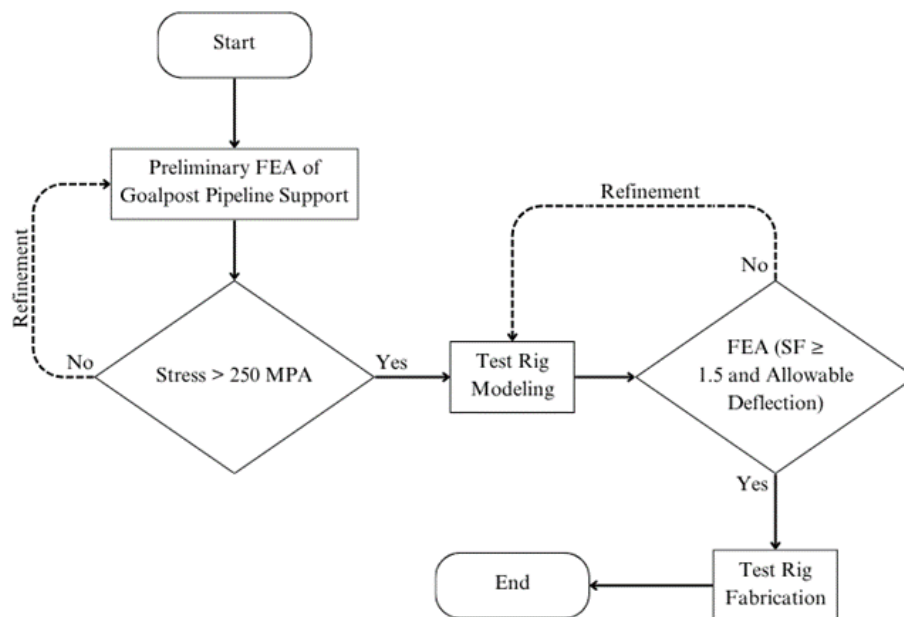 Start
Preliminary FEA of
Goalpost Pipeline Support
Refinement
No
Stress > 250 MPA
Yes
Test Rig
Modeling
Refinement
No
FEA (SF ≥
1.5 and Allowable
Deflection)
Yes
Test Rig
Fabrication
End